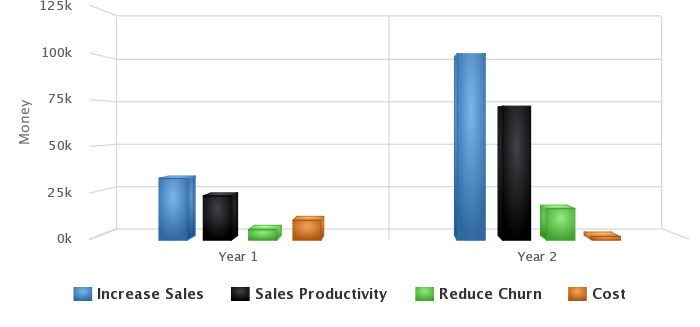 125k
100k
75k
50k
25k
0k
Money
Year 1
Year 2
Increase Sales
Sales Productivity
Reduce Churn
Cost